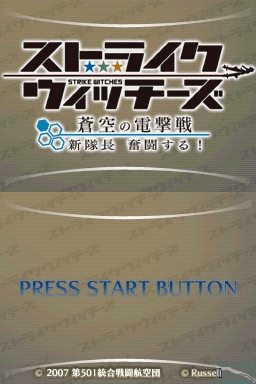 ストライク
STRIKE WITCHES
ウィッチーズ
蒼空の電撃戦
新隊長 奮闘する!
PRESS START BUTTON
© 2007 第501統合戦闘航空団 © Russell